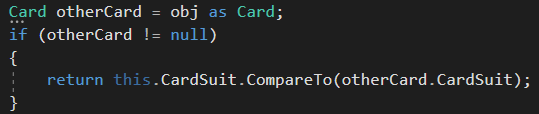 Card otherCard = obj as Card;
if (otherCard != null)
{
    return this.CardSuit.CompareTo(otherCard.CardSuit);
}